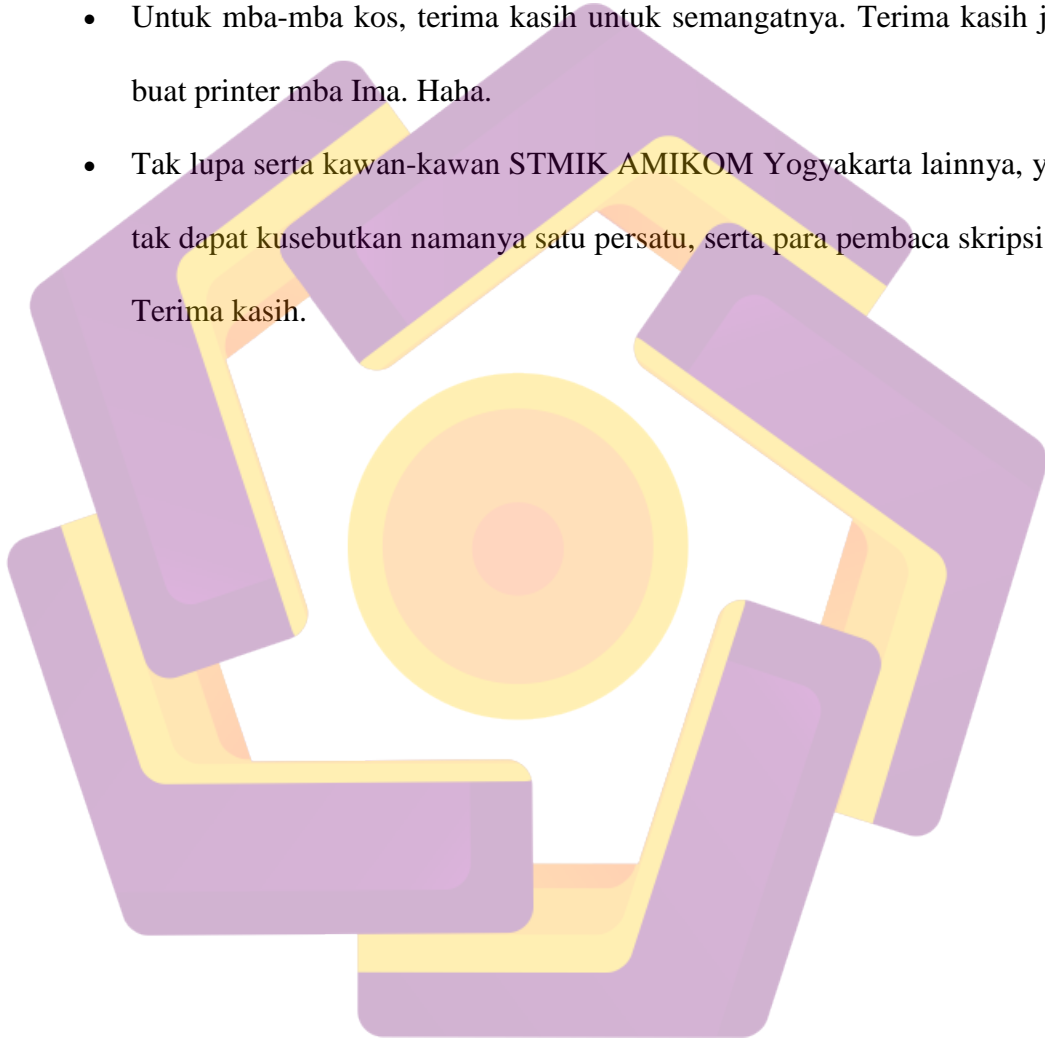 • Untuk mba-mba kos, terima kasih untuk semangatnya. Terima kasih
buat printer mba Ima. Haha.
• Tak lupa serta kawan-kawan STMIK AMIKOM Yogyakarta lainnya,
tak dapat kusebutkan namanya satu persatu, serta para pembaca skripsi
Terima kasih.